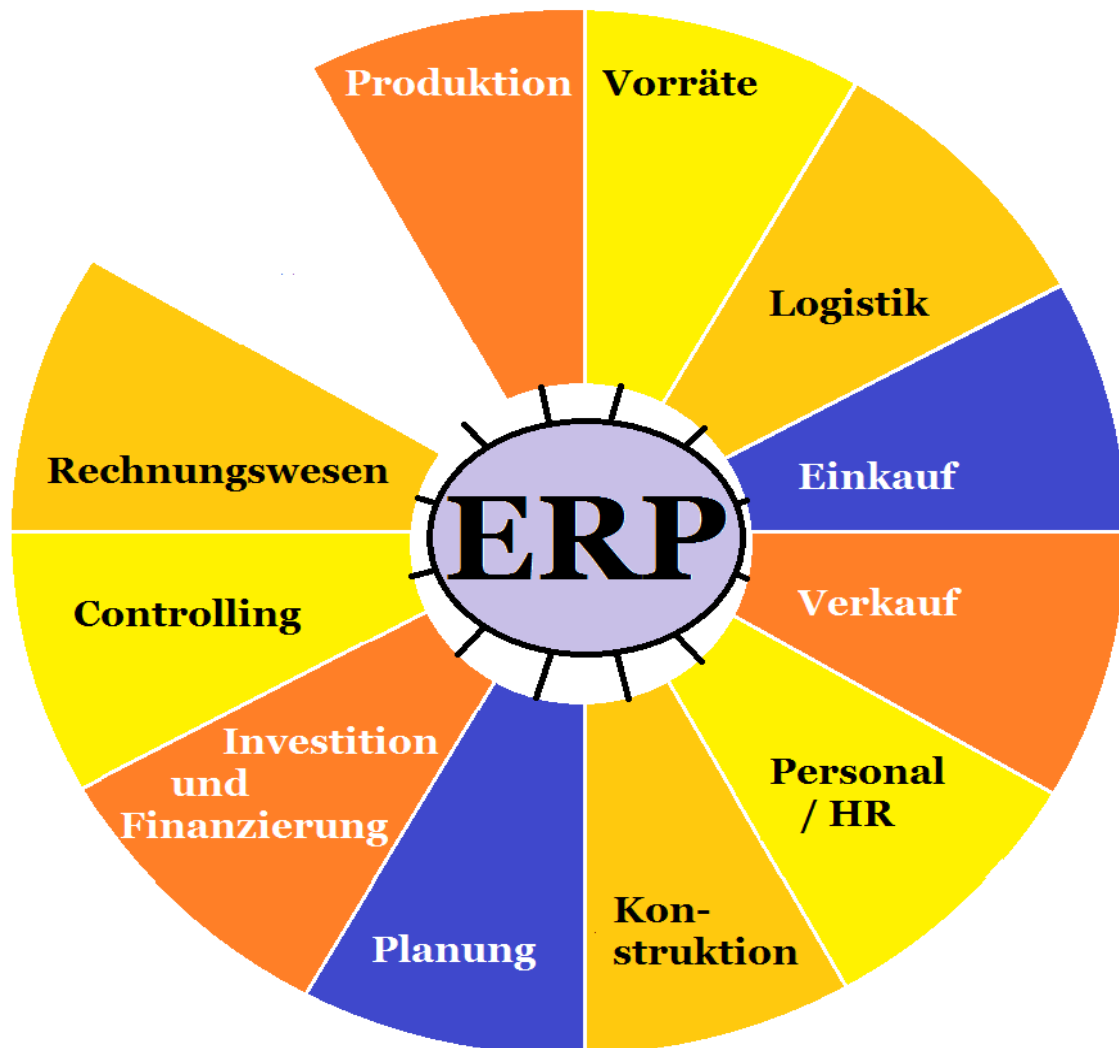 Produktion
Vorräte
Logistik
Einkauf
Verkauf
Personal
/ HR
Kon-
struktion
Planung
Investition
und
Finanzierung
Controlling
Rechnungswesen
ERP